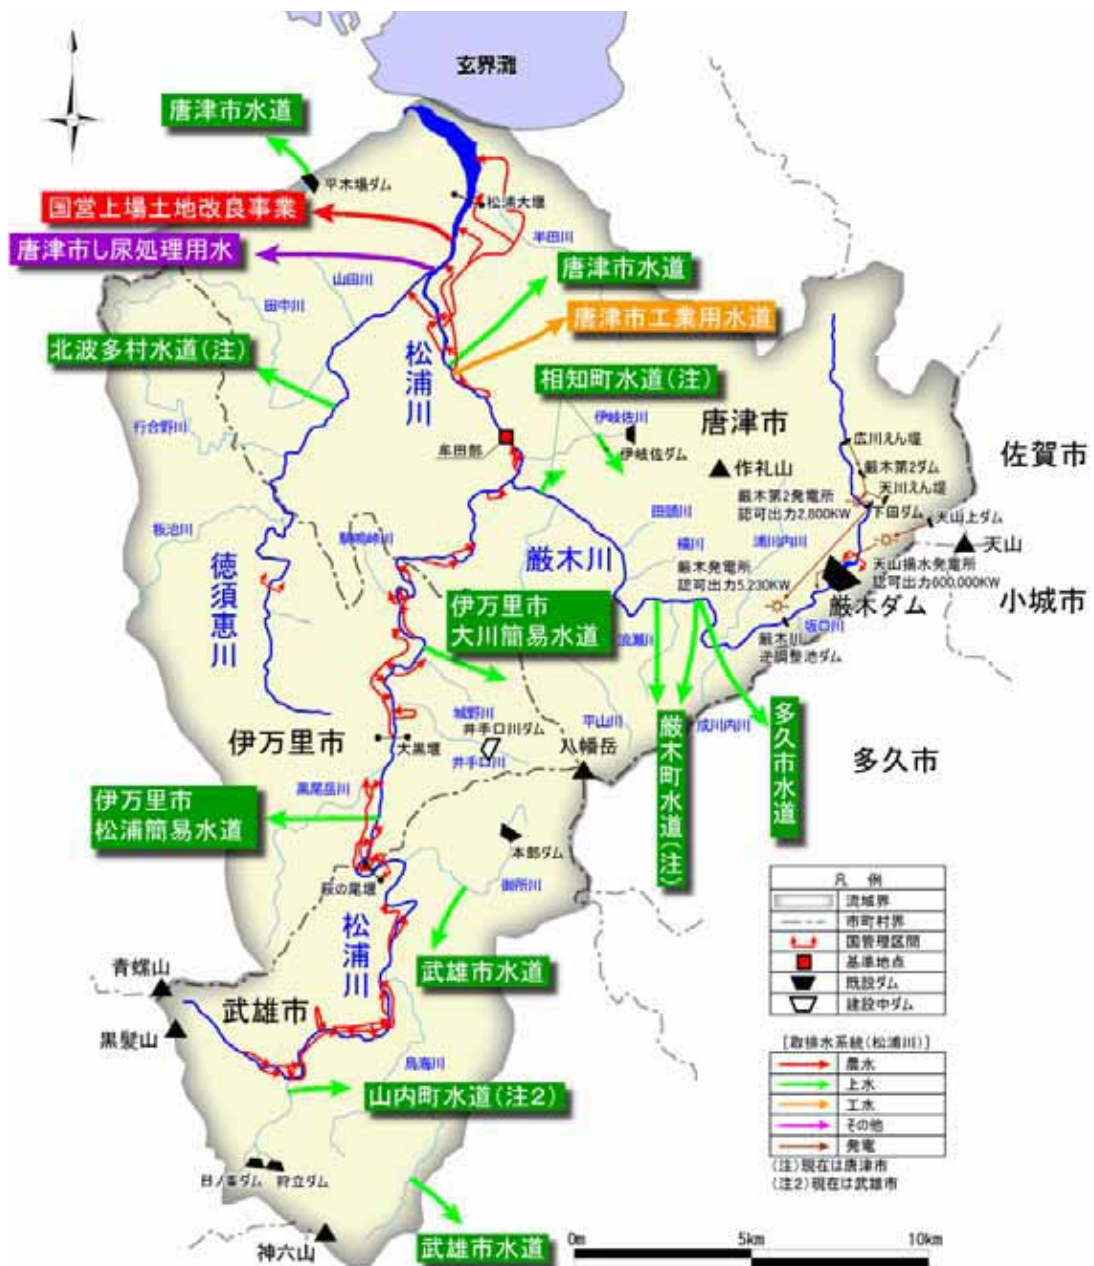 玄界灘
唐津市水道
平木場ダム
国営上場土地改良事業
松浦大堰
唐津市し尿処理用水
半田川
山田川
唐津市水道
田中川
唐津市工業用水道
北波多村水道(注)
松浦川
相知町水道(注)
行合野川
伊岐佐川
唐津市
牟田部
伊岐佐ダム
広川えん堤
佐賀市
作礼山
厳木第2ダム
天川えん堤
厳木第2発電所
認可出力2,800KW
下田ダム
天山上ダム
板治川
田頭川
駒鳴峠川
厳木川
浦川内川
天山
徳須恵川
厳木発電所
認可出力5,230KW
天山揚水発電所
認可出力600,000KW
厳木ダム
小城市
伊万里市
大川簡易水道
浪瀬川
坂口川
厳木川
逆調整池ダム
城野川
井手口川ダム
平山川
成川内川
伊万里市
大黒堰
井手口川
八幡岳
厳木町水道(注)
多久市水道
多久市
伊万里市
松浦簡易水道
黒尾岳川
本部ダム
萩の尾堰
御所川
松浦川
武雄市水道
青螺山
武雄市
黒髪山
鳥海川
山内町水道(注2)
日ノ峯ダム
狩立ダム
武雄市水道
神六山
凡 例
流域界
市町村界
国管理区間
基準地点
既設ダム
建設中ダム
[取排水系統(松浦川)]
農水
上水
工水
その他
発電
(注)現在は唐津市
(注2)現在は武雄市
0m
5km
10km